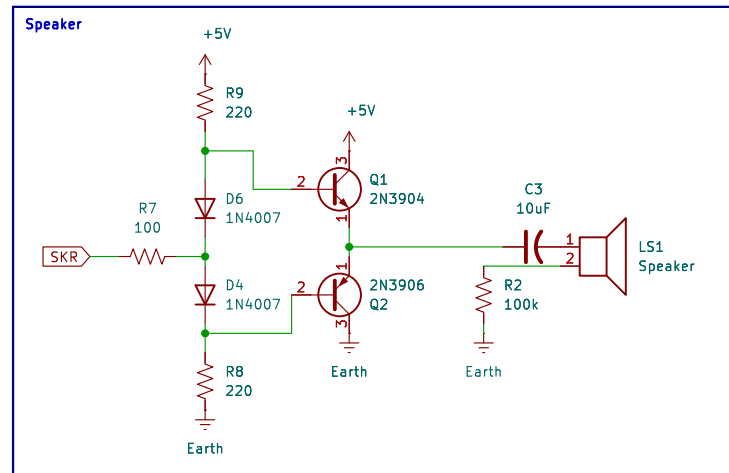 Speaker
+5V
R9
220
+5V
3
2
Q1
2N3904
1
D6
1N4007
R7
100
SKR
C3
10uF
1
2
LS1
Speaker
D4
1N4007
1
2
2N3906
Q2
3
R2
100k
Earth
Earth
R8
220
Earth